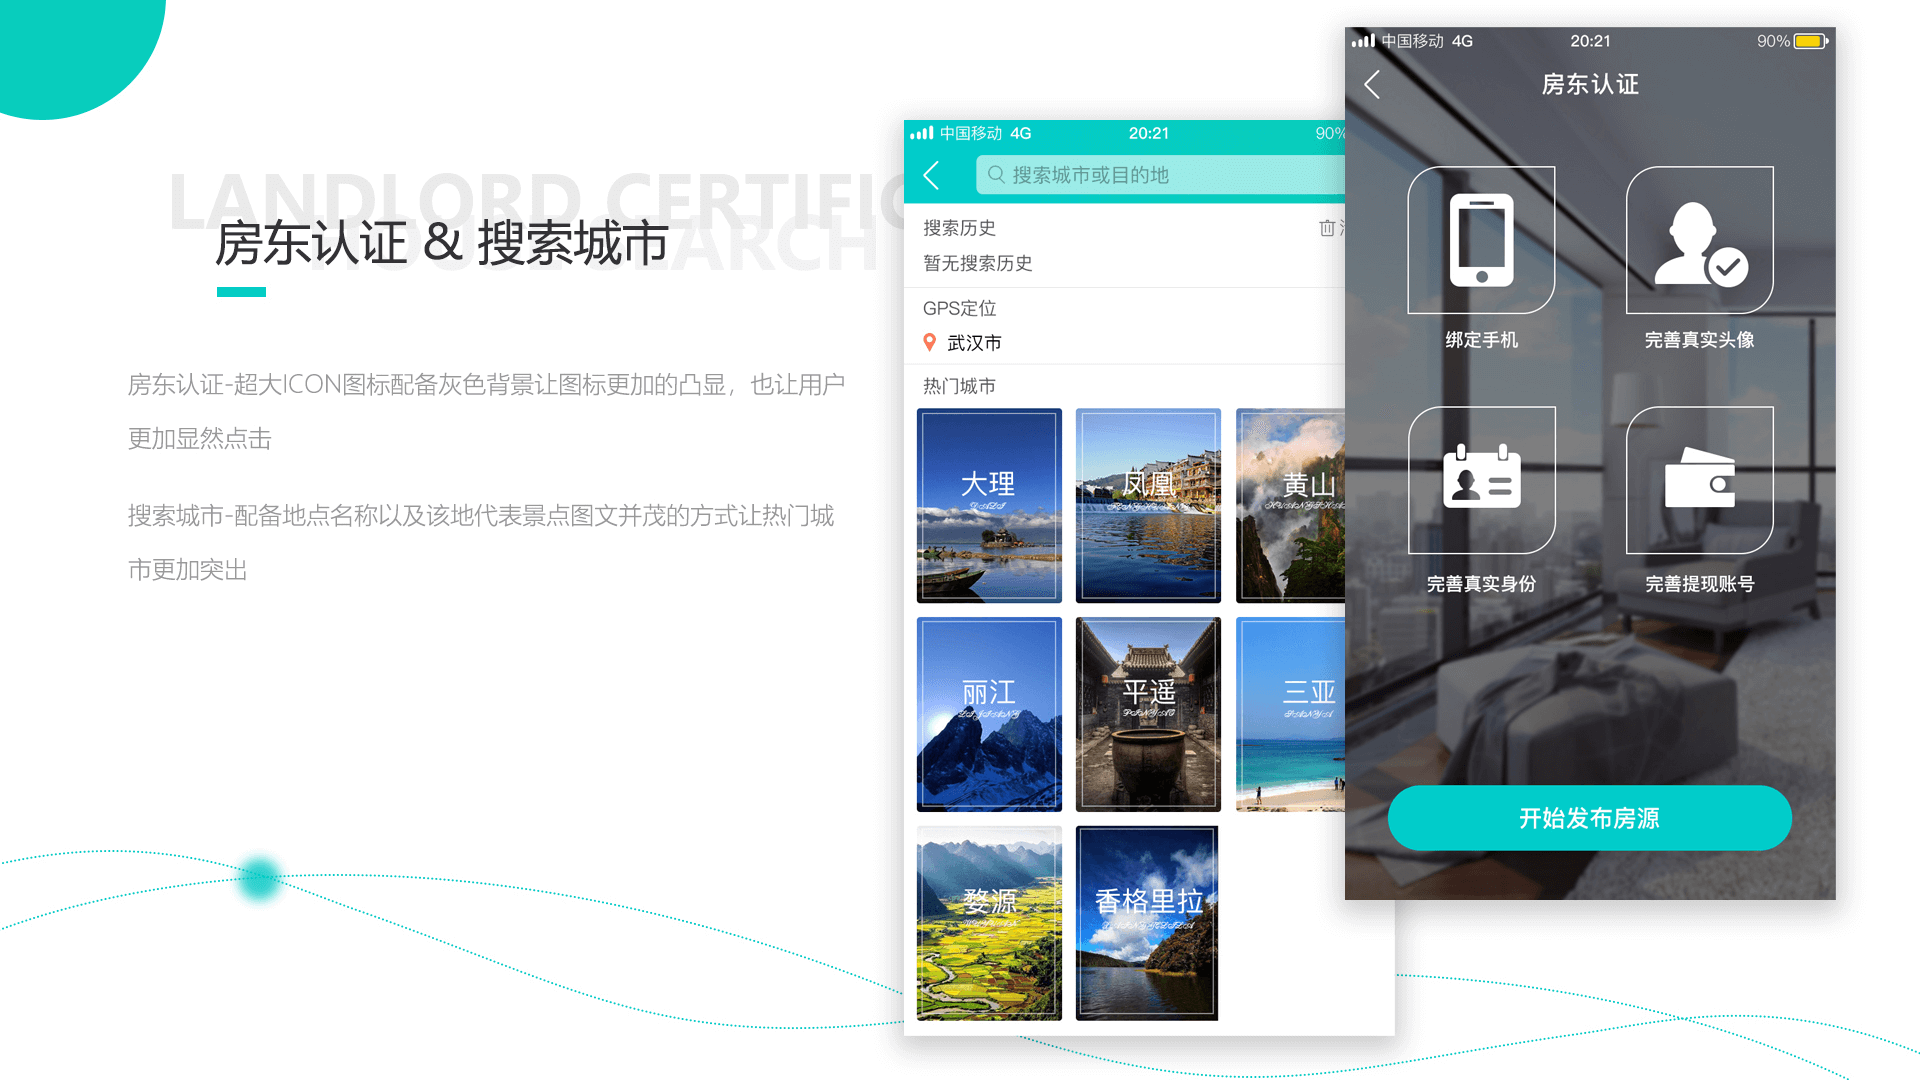 LANDLORD CERTIFIC
HOUSE SEARCH
房东认证 & 搜索城市
房东认证-超大ICON图标配备灰色背景让图标更加的凸显，也让用户
更加显然点击
搜索城市-配备地点名称以及该地代表景点图文并茂的方式让热门城
市更加突出
中国移动 4G 20:21 90%
搜索城市或目的地
搜索历史
暂无搜索历史
GPS定位
武汉市
热门城市
大理
DALI
凤凰
黄山
丽江
LIJIANG
平遥
PINGYAO
三亚
SANYA
婺源
香格里拉
中国移动 4G 20:21 90%
房东认证
绑定手机
完善真实头像
完善真实身份
完善提现账号
开始发布房源